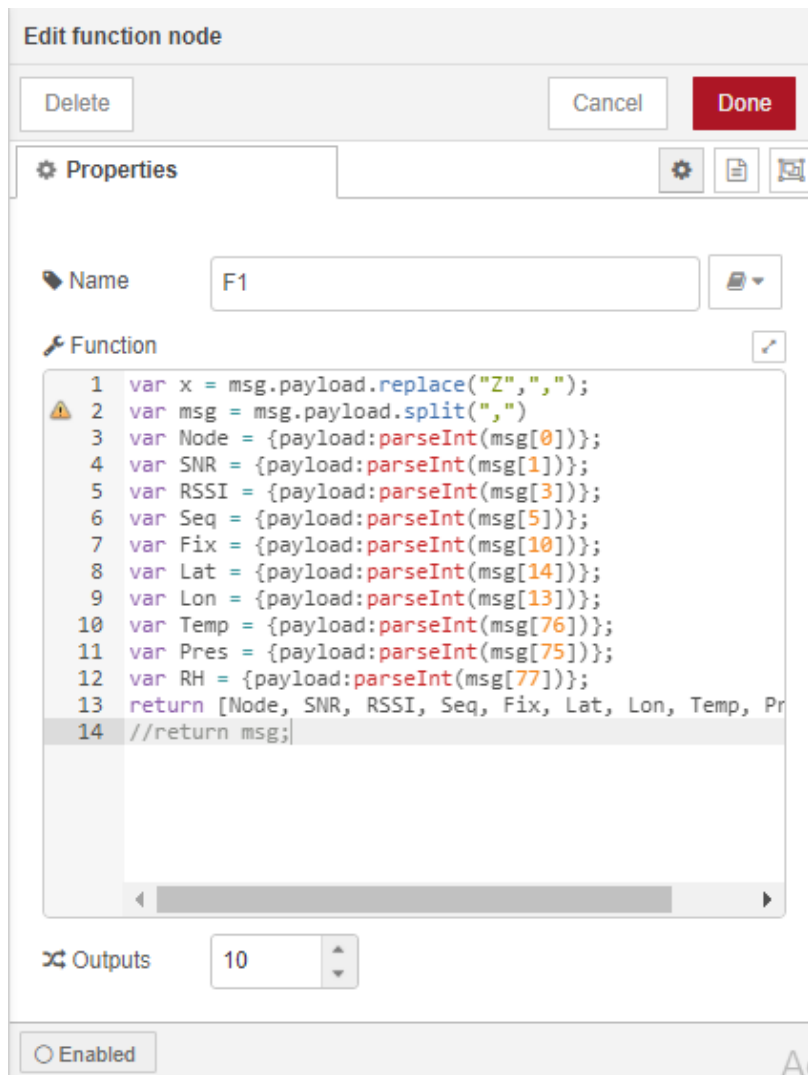 Edit function node
Delete Cancel Done
Properties
Name F1
Function
1 var x = msg.payload.replace("Z",",");
2 var msg = msg.payload.split(",")
3 var Node = {payload:parseInt(msg[0])};
4 var SNR = {payload:parseInt(msg[1])};
5 var RSSI = {payload:parseInt(msg[3])};
6 var Seq = {payload:parseInt(msg[5])};
7 var Fix = {payload:parseInt(msg[10])};
8 var Lat = {payload:parseInt(msg[14])};
9 var Lon = {payload:parseInt(msg[13])};
10 var Temp = {payload:parseInt(msg[76])};
11 var Pres = {payload:parseInt(msg[75])};
12 var RH = {payload:parseInt(msg[77])};
13 return [Node, SNR, RSSI, Seq, Fix, Lat, Lon, Temp, Pr
14 //return msg;
Outputs 10
Enabled